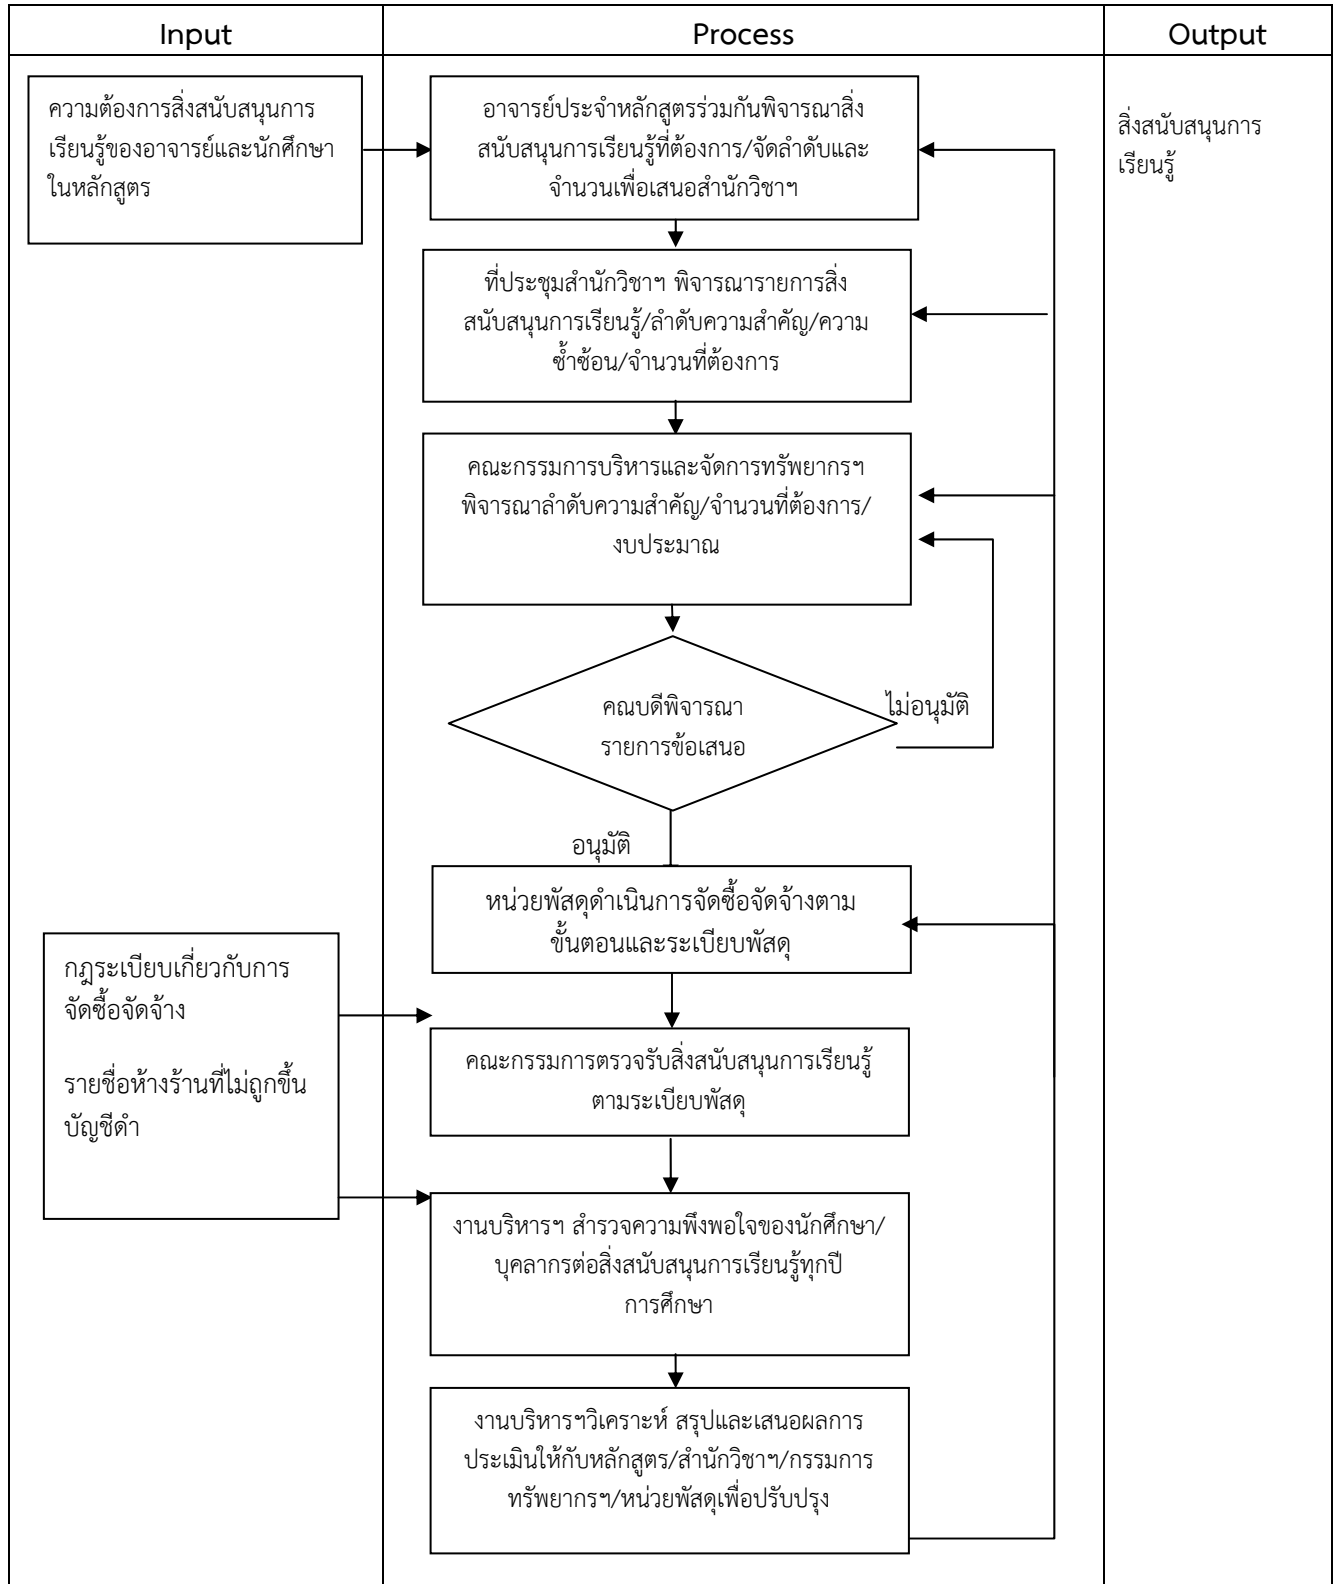 Input
Process
Output
ความต้องการสิ่งสนับสนุนการ
เรียนรู้ของอาจารย์และนักศึกษา
ในหลักสูตร
อาจารย์ประจำหลักสูตรร่วมกันพิจารณาสิ่ง
สนับสนุนการเรียนรู้ที่ต้องการ/จัดลำดับและ
จำนวนเพื่อเสนอสำนักวิชาฯ
สิ่งสนับสนุนการ
เรียนรู้
ที่ประชุมสำนักวิชาฯ พิจารณารายการสิ่ง
สนับสนุนการเรียนรู้/ลำดับความสำคัญ/ความ
ซ้ำซ้อน/จำนวนที่ต้องการ
คณะกรรมการบริหารและจัดการทรัพยากรฯ
พิจารณาลำดับความสำคัญ/จำนวนที่ต้องการ/
งบประมาณ
คณบดีพิจารณา
รายการข้อเสนอ
ไม่อนุมัติ
อนุมัติ
หน่วยพัสดุดำเนินการจัดซื้อจัดจ้างตาม
ขั้นตอนและระเบียบพัสดุ
กฎระเบียบเกี่ยวกับการ
จัดซื้อจัดจ้าง
รายชื่อห้างร้านที่ไม่ถูกขึ้น
บัญชีดำ
คณะกรรมการตรวจรับสิ่งสนับสนุนการเรียนรู้
ตามระเบียบพัสดุ
งานบริหารฯ สำรวจความพึงพอใจของนักศึกษา/
บุคลากรต่อสิ่งสนับสนุนการเรียนรู้ทุกปี
การศึกษา
งานบริหารฯวิเคราะห์ สรุปและเสนอผลการ
ประเมินให้กับหลักสูตร/สำนักวิชาฯ/กรรมการ
ทรัพยากรฯ/หน่วยพัสดุเพื่อปรับปรุง